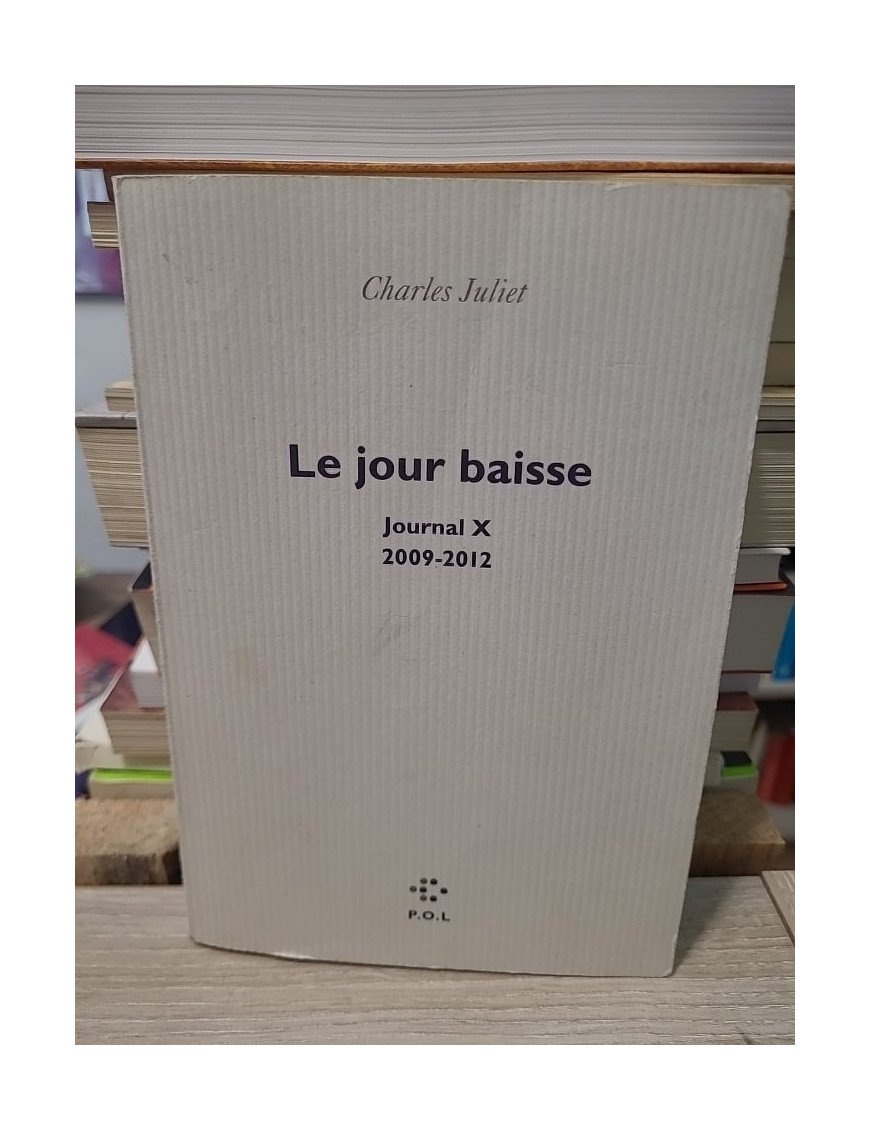 Charles Juliet
Le jour baisse
Journal X
2009-2012
P.O.L